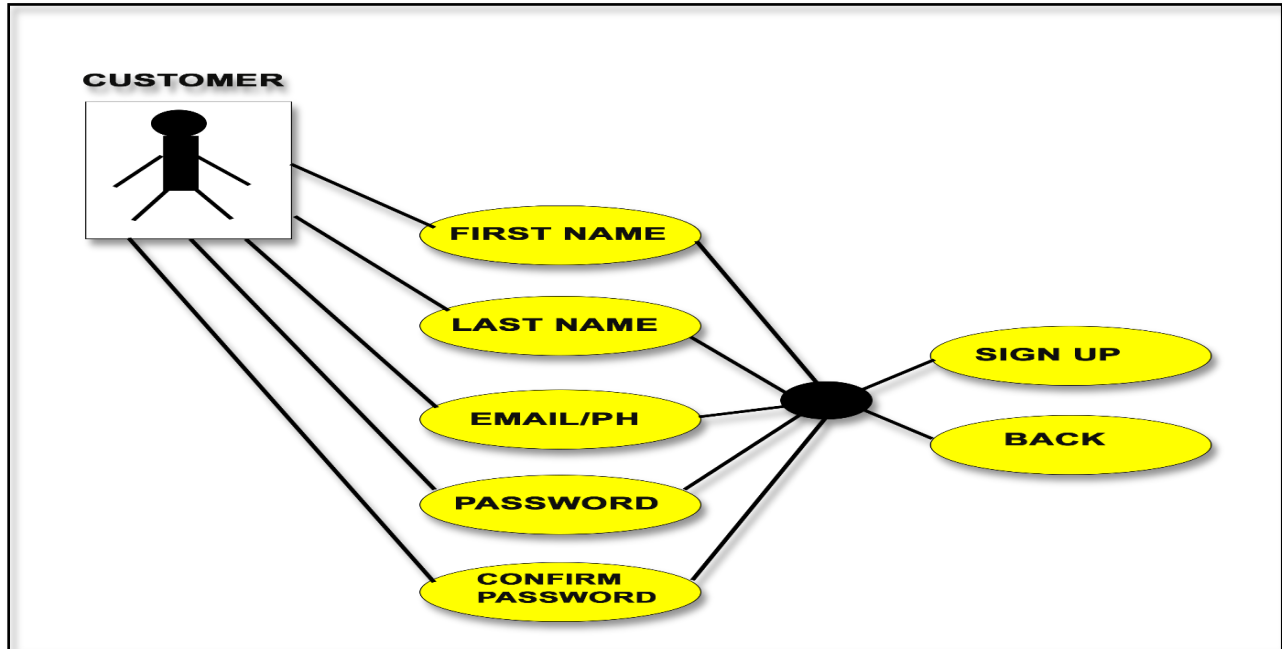 CUSTOMER
FIRST NAME
LAST NAME
EMAIL/PH
PASSWORD
CONFIRM
PASSWORD
SIGN UP
BACK